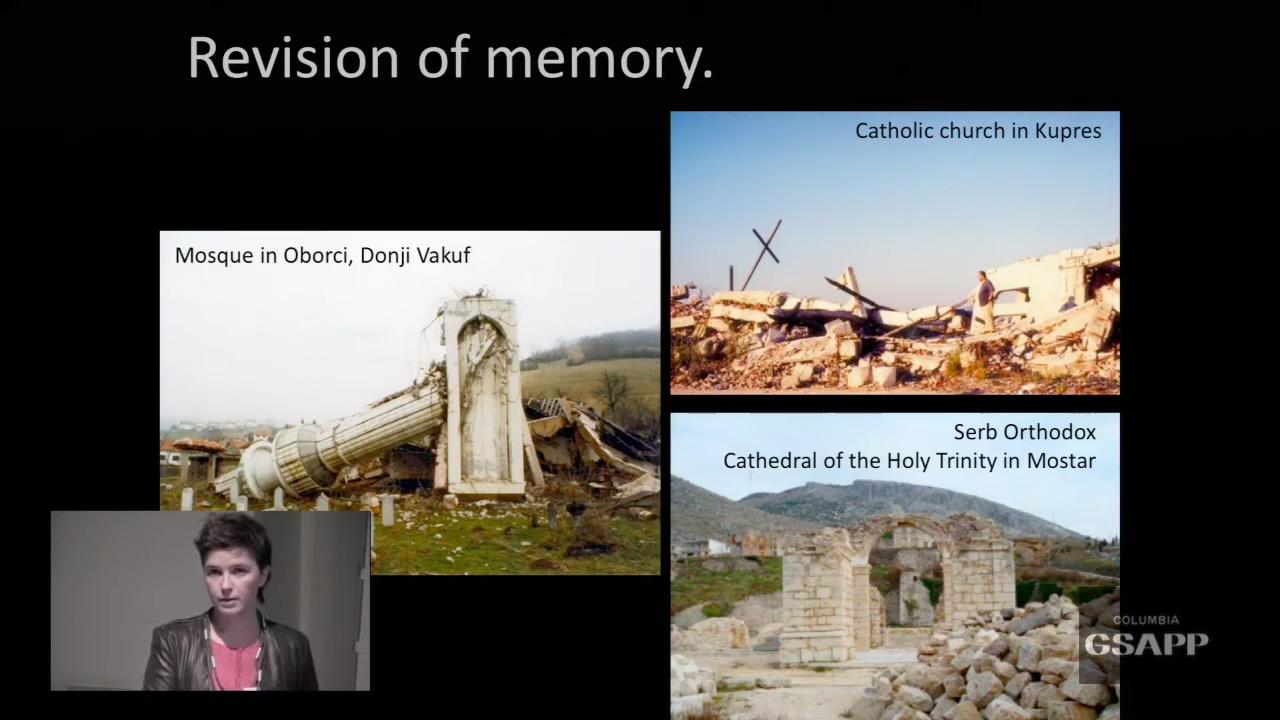 Revision of memory.
Catholic church in Kupres
Mosque in Oborci, Donji Vakuf
Serb Orthodox
Cathedral of the Holy Trinity in Mostar
COLUMBIA
GSAPP